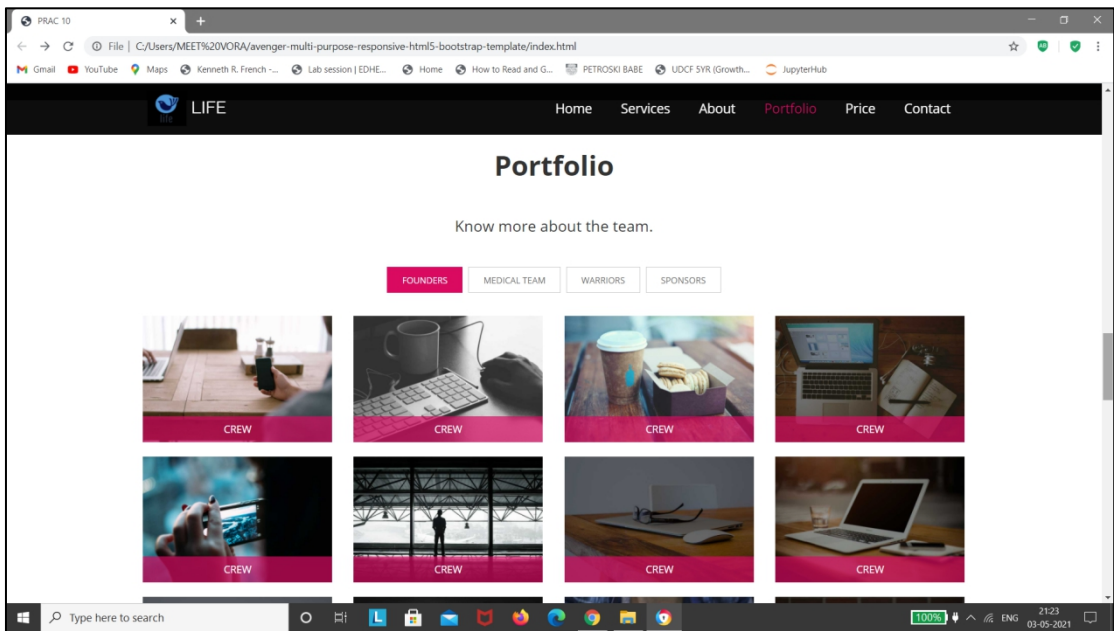 PRAC 10
File | C:/Users/MEET%20VORA/avenger-multi-purpose-responsive-html5-bootstrap-template/index.html
Gmail YouTube Maps Kenneth R. French -... Lab session | EDHE... Home How to Read and G... PETROSKI BABE UDCF 5YR (Growth... JupyterHub
life LIFE Home Services About Portfolio Price Contact
Portfolio
Know more about the team.
FOUNDERS MEDICAL TEAM WARRIORS SPONSORS
CREW CREW CREW CREW
CREW CREW CREW CREW
Type here to search L 100% ENG 21:23
03-05-2021